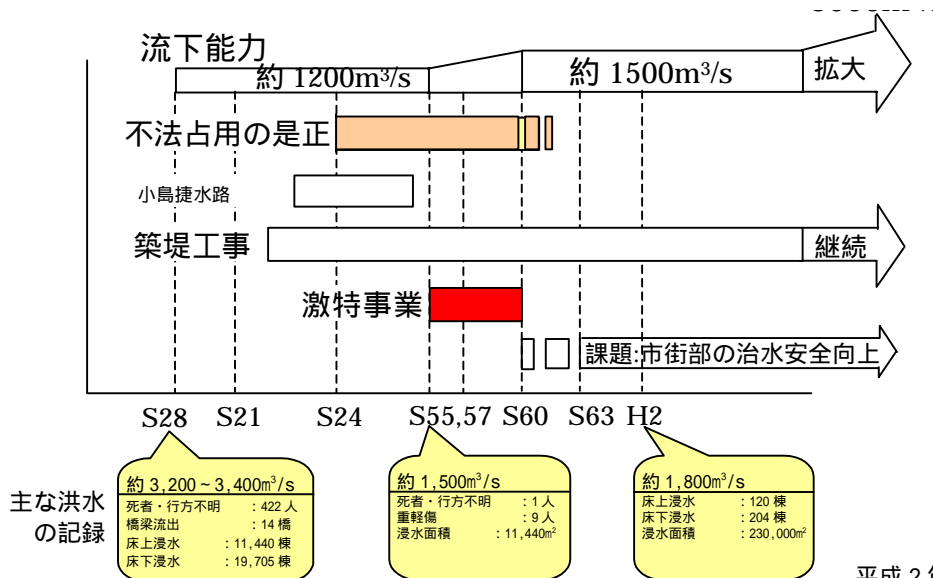 流下能力
約 1200m³/s
約 1500m³/s
拡大
不法占用の是正
小島捷水路
築堤工事
継続
激特事業
課題:市街部の治水安全向上
S28 S21 S24 S55,57 S60 S63 H2
主な洪水
の記録
約 3,200 ~ 3,400m³/s
死者・行方不明 : 422 人
橋梁流出 : 14 橋
床上浸水 : 11,440 棟
床下浸水 : 19,705 棟
約 1,500m³/s
死者・行方不明 : 1 人
重軽傷 : 9 人
浸水面積 : 11,440m²
約 1,800m³/s
床上浸水 : 120 棟
床下浸水 : 204 棟
浸水面積 : 230,000m²
平成 2